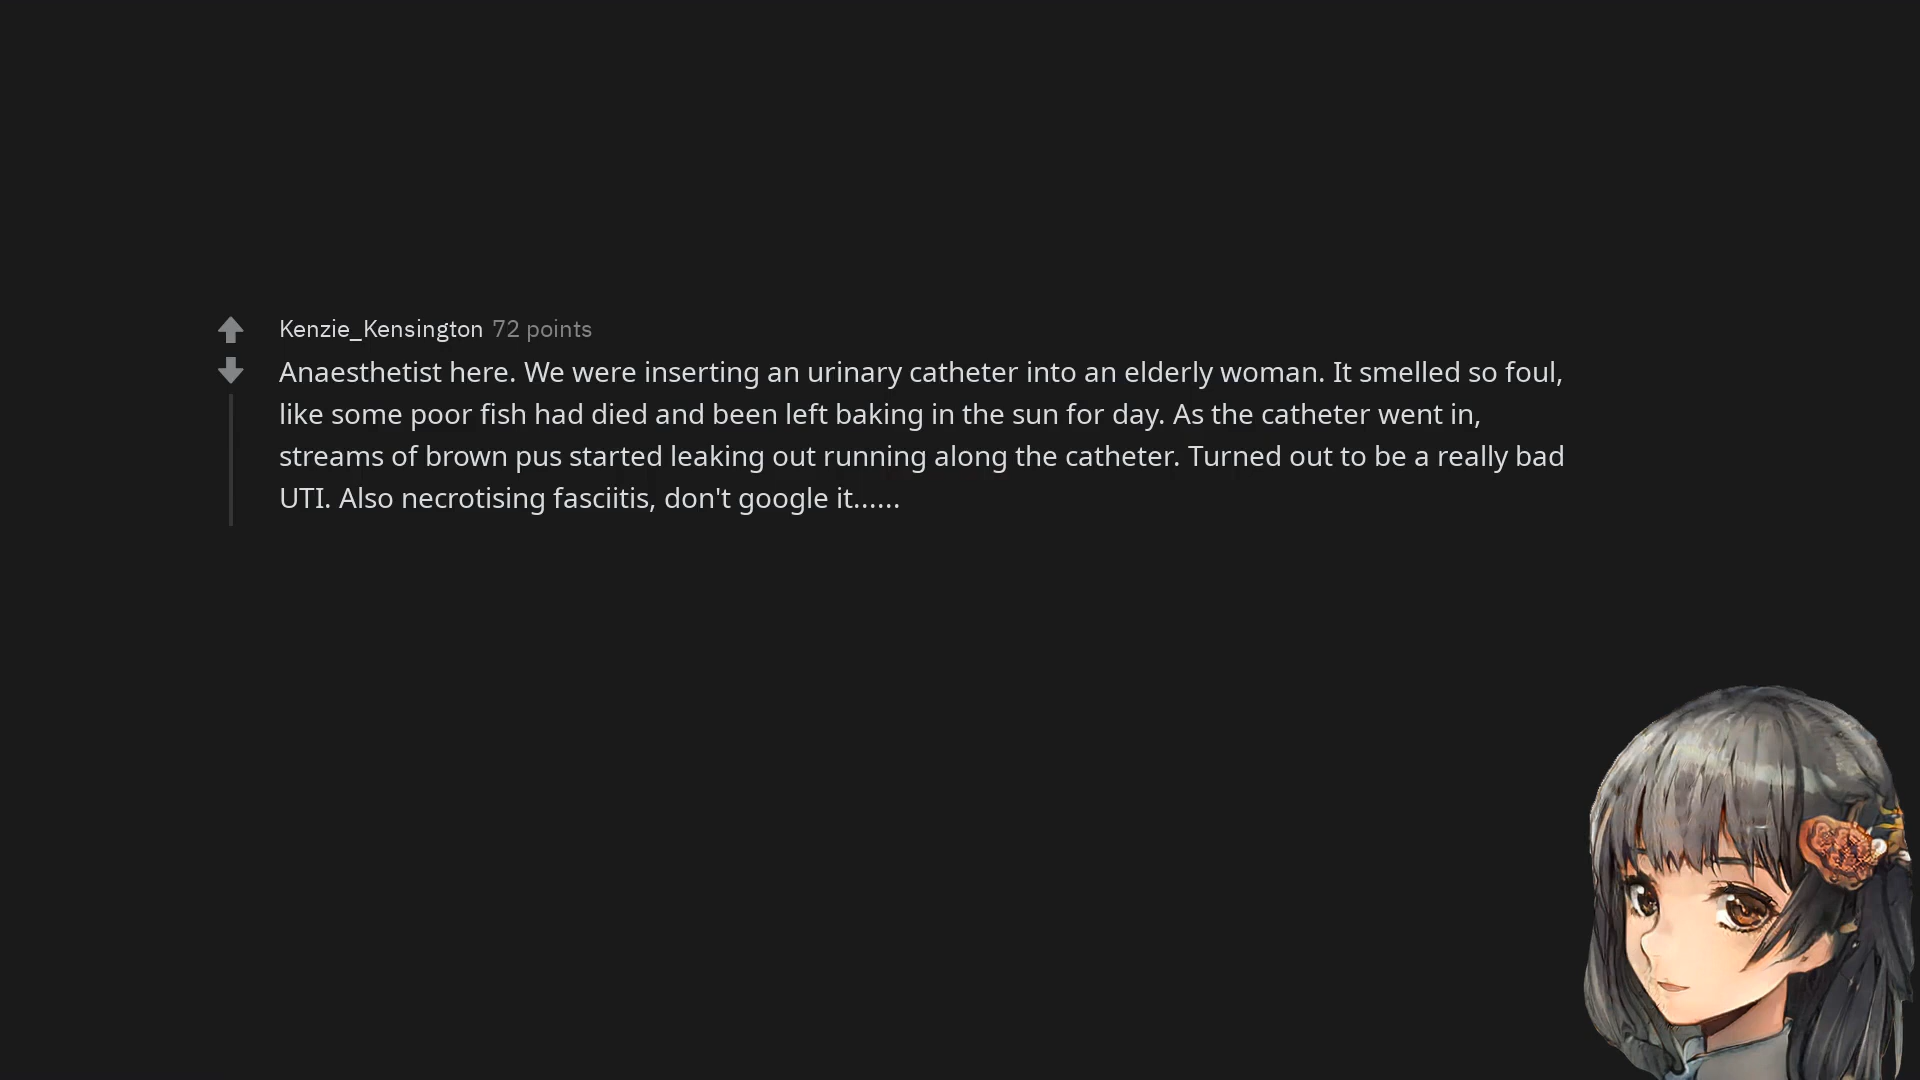 Kenzie_Kensington 72 points
Anaesthetist here. We were inserting an urinary catheter into an elderly woman. It smelled so foul,
like some poor fish had died and been left baking in the sun for day. As the catheter went in,
streams of brown pus started leaking out running along the catheter. Turned out to be a really bad
UTI. Also necrotising fasciitis, don't google it......